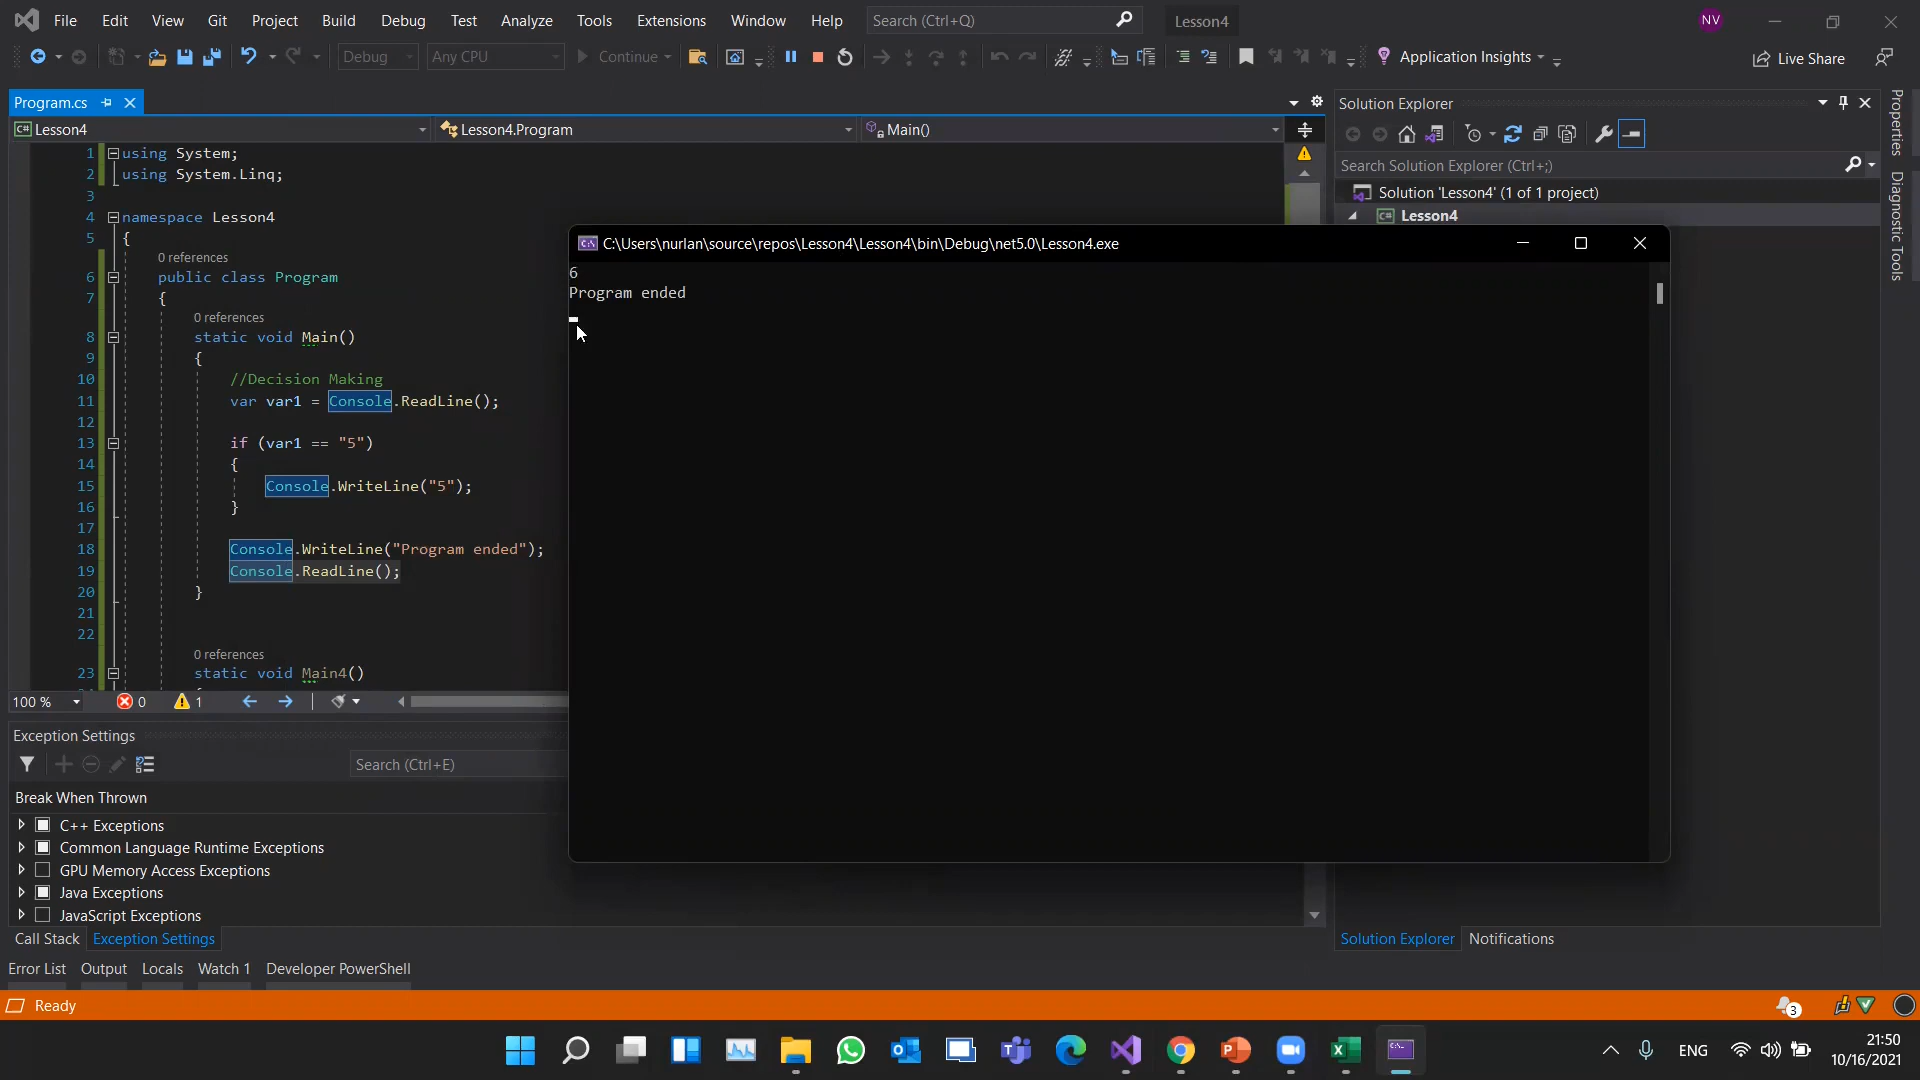 File Edit View Git Project Build Debug Test Analyze Tools Extensions Window Help Search (Ctrl+Q) Lesson4 NV
Debug Any CPU Continue Application Insights Live Share
Program.cs
Lesson4 Lesson4.Program Main()
1 using System;
2 using System.Linq;
3
4 namespace Lesson4
5 {
0 references
6 public class Program
7 {
0 references
8 static void Main()
9 {
10 //Decision Making
11 var var1 = Console.ReadLine();
12
13 if (var1 == "5")
14 {
15 Console.WriteLine("5");
16 }
17
18 Console.WriteLine("Program ended");
19 Console.ReadLine();
20 }
21
22
0 references
23 static void Main4()
100 % 0 1
C:\Users\nurlan\source\repos\Lesson4\Lesson4\bin\Debug\net5.0\Lesson4.exe
6
Program ended
Solution Explorer
Search Solution Explorer (Ctrl+;)
Solution 'Lesson4' (1 of 1 project)
C# Lesson4
Properties
Diagnostic Tools
Exception Settings
Search (Ctrl+E)
Break When Thrown
C++ Exceptions
Common Language Runtime Exceptions
GPU Memory Access Exceptions
Java Exceptions
JavaScript Exceptions
Call Stack Exception Settings
Solution Explorer Notifications
Error List Output Locals Watch 1 Developer PowerShell
Ready 3
ENG 21:50
10/16/2021